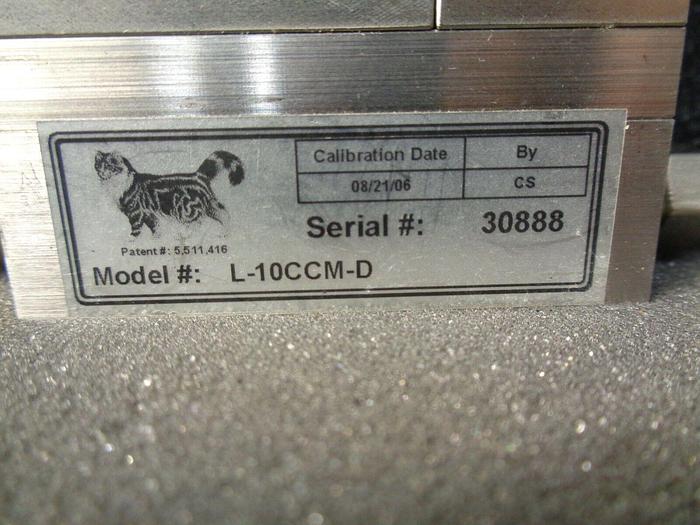 Calibration Date By
08/21/06 CS
Serial #: 30888
Patent #: 5,511,416
Model #: L-10CCM-D